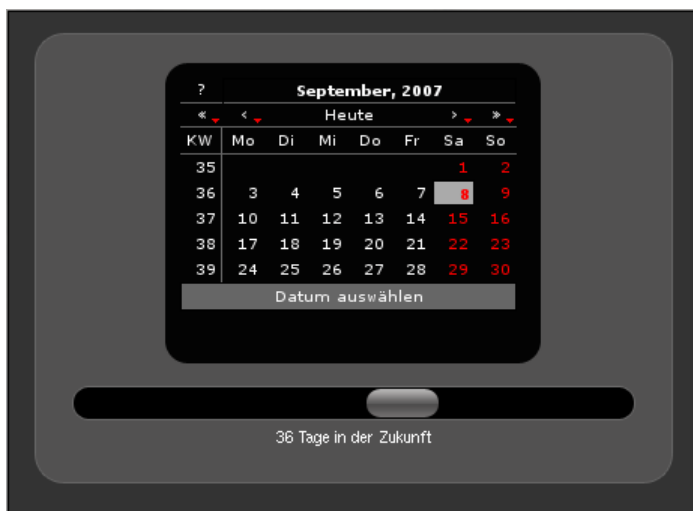 ? September, 2007
« ‹ Heute › »
KW Mo Di Mi Do Fr Sa So
35 1 2
36 3 4 5 6 7 8 9
37 10 11 12 13 14 15 16
38 17 18 19 20 21 22 23
39 24 25 26 27 28 29 30
Datum auswählen
36 Tage in der Zukunft